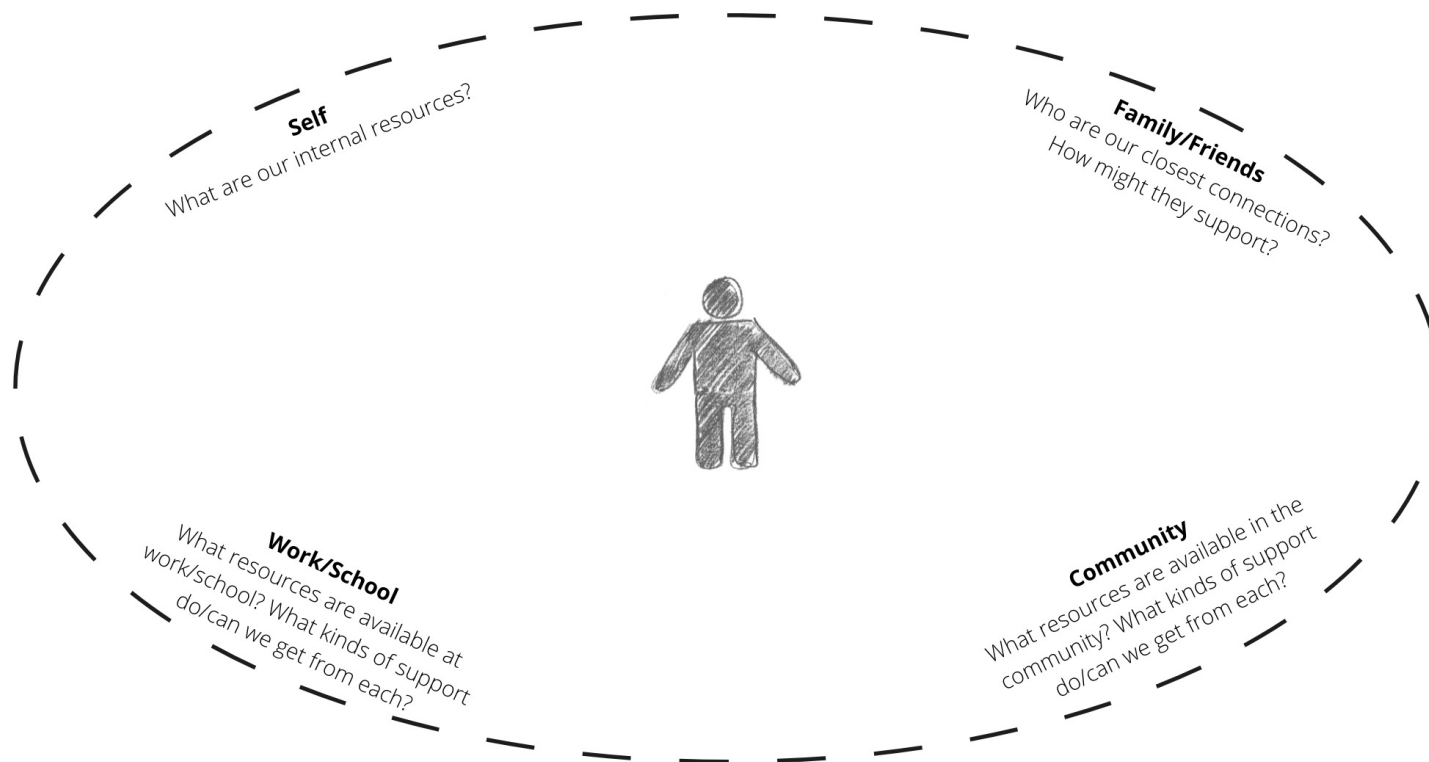 Self
What are our internal resources?
Family/Friends
Who are our closest connections?
How might they support?
Work/School
What resources are available at
work/school? What kinds of support
do/can we get from each?
Community
What resources are available in the
community? What kinds of support
do/can we get from each?